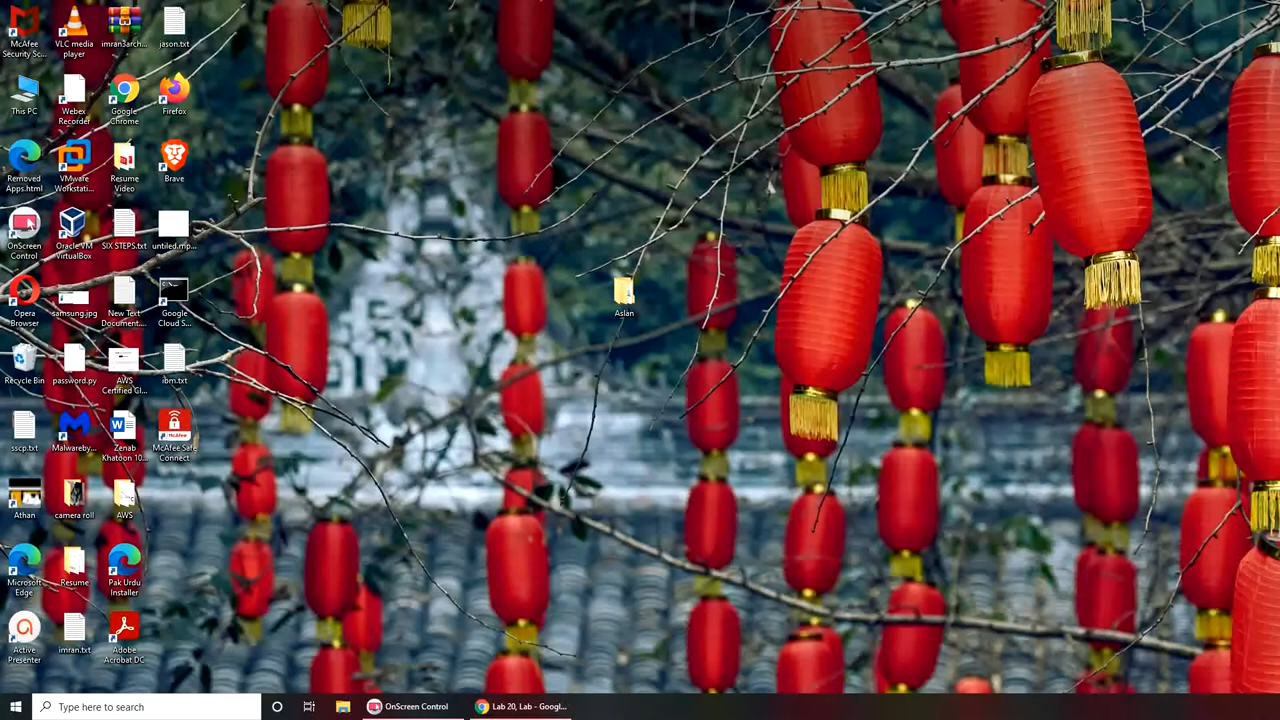 McAfee
Security Sc...
VLC media
player
imran3arch...
jason.txt
This PC
Webex
Recorder
Google
Chrome
Firefox
Removed
Apps.html
VMware
Workstati...
Resume
Video
Brave
OnScreen
Control
Oracle VM
VirtualBox
SIX STEPS.txt
untiled.mp...
Opera
Browser
samsung.jpg
New Text
Document...
Google
Cloud S...
Aslan
Recycle Bin
password.py
AWS
Certified Cl...
ibm.txt
sscp.txt
Malwareby...
Zenab
Khatoon 10...
McAfee Safe
Connect
Athan
camera roll
AWS
Microsoft
Edge
Resume
Pak Urdu
Installer
Active
Presenter
imran.txt
Adobe
Acrobat DC
Type here to search
OnScreen Control
Lab 20, Lab - Googl...